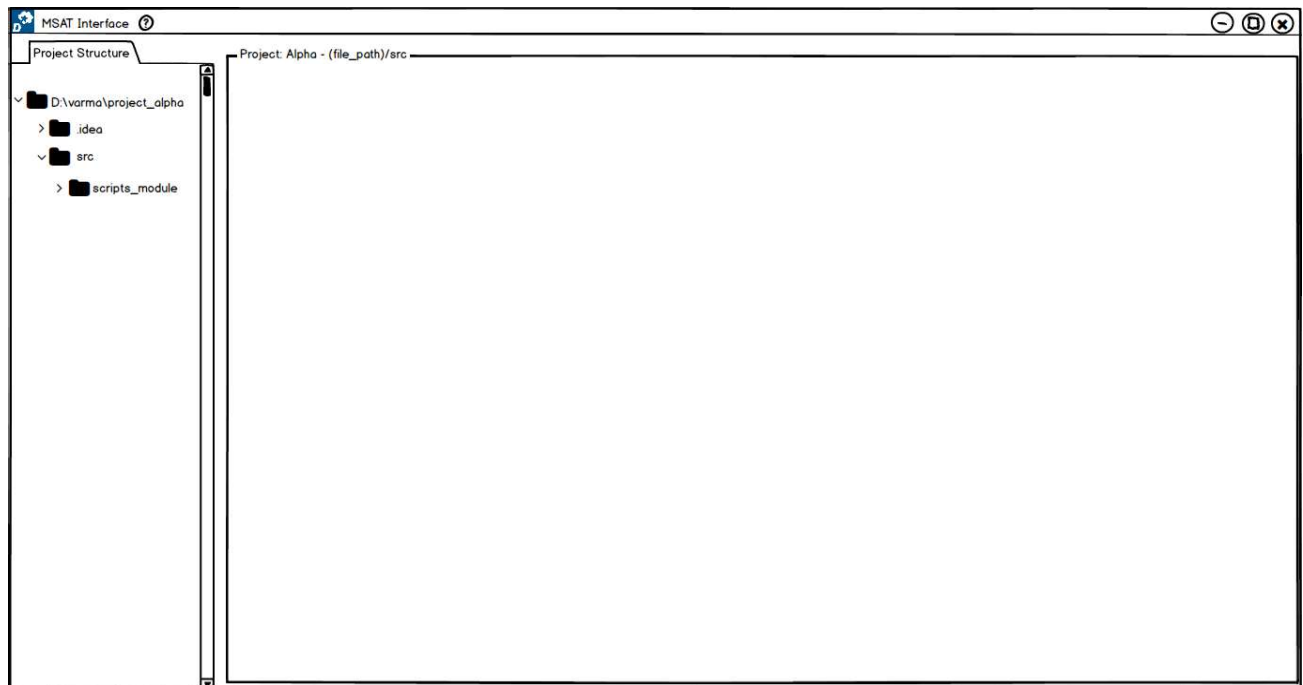 MSAT Interface ?
Project Structure
Project: Alpha - (file_path)/src
D:\varma\project_alpha
.idea
src
scripts_module
D